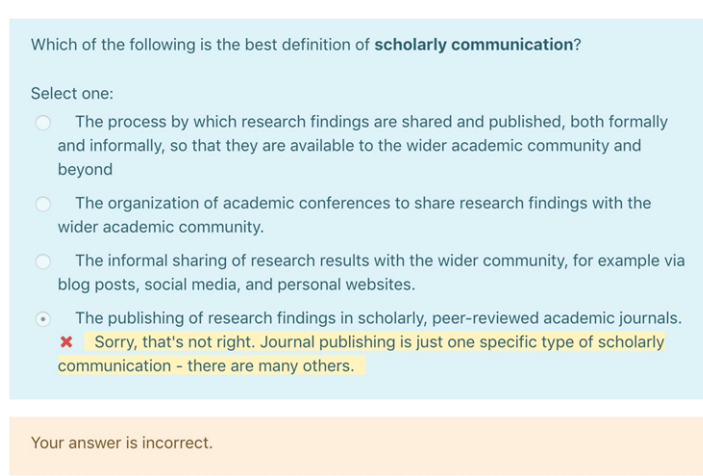 Which of the following is the best definition of scholarly communication?
Select one:
The process by which research findings are shared and published, both formally
and informally, so that they are available to the wider academic community and
beyond
The organization of academic conferences to share research findings with the
wider academic community.
The informal sharing of research results with the wider community, for example via
blog posts, social media, and personal websites.
The publishing of research findings in scholarly, peer-reviewed academic journals.
Sorry, that's not right. Journal publishing is just one specific type of scholarly
communication - there are many others.
Your answer is incorrect.